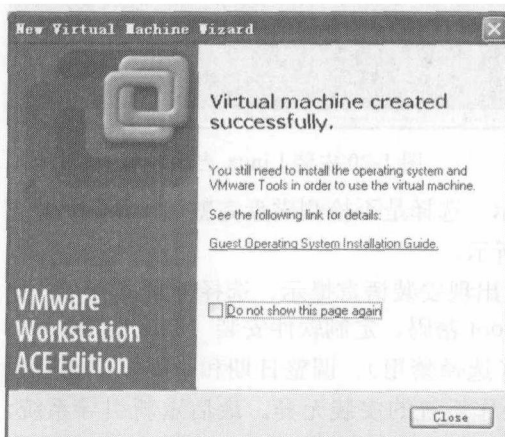 New Virtual Machine Wizard
Virtual machine created
successfully.
You still need to install the operating system and
VMware Tools in order to use the virtual machine.
See the following link for details:
Guest Operating System Installation Guide.
Do not show this page again
VMware
Workstation
ACE Edition
Close